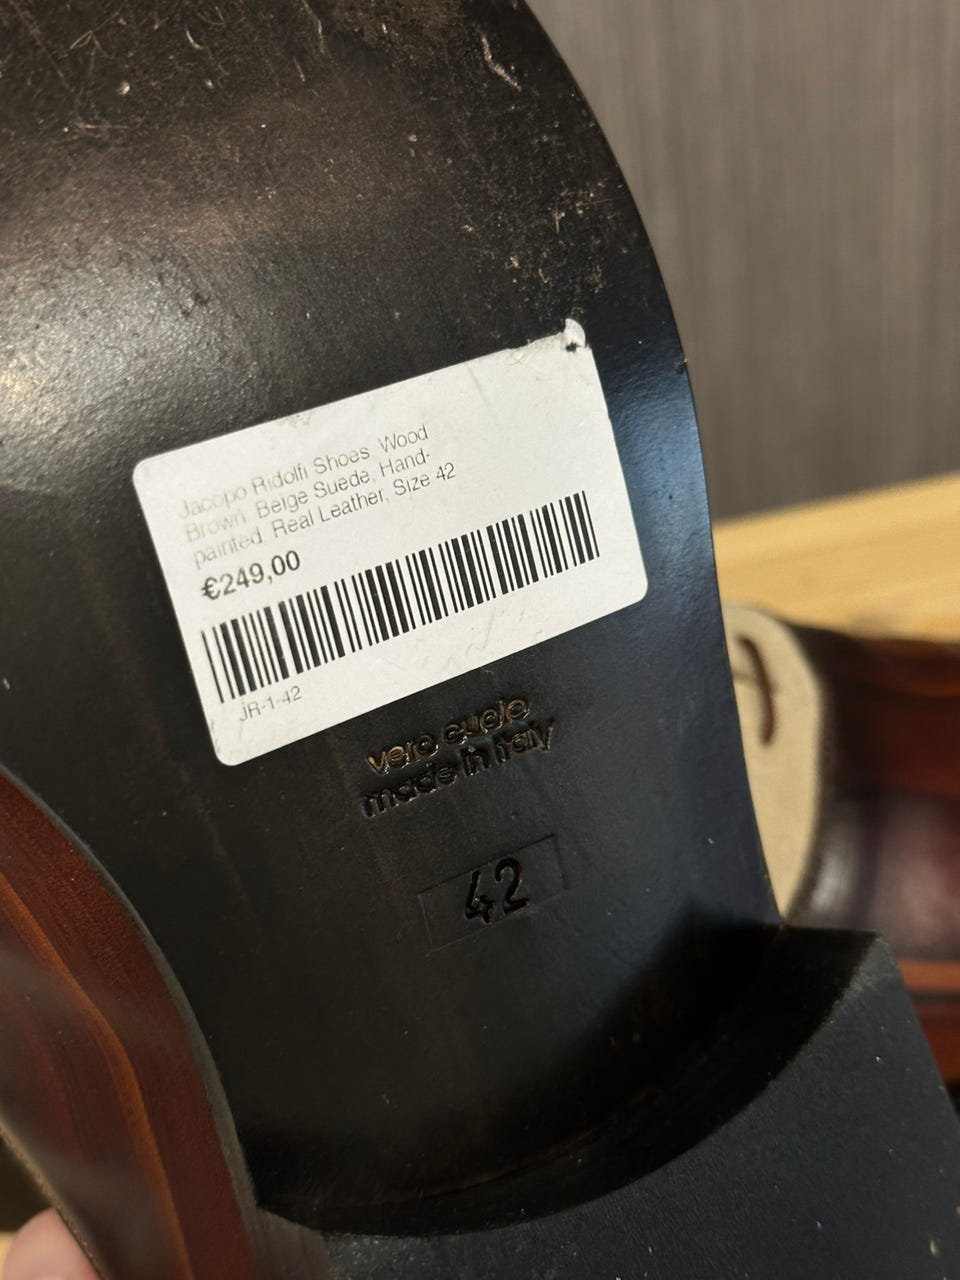 Jacopo Ridolfi Shoes Wood
Brown Beige Suede, Hand-
painted. Real Leather, Size 42
€249,00
JR-1-42
vero cuoio
made in italy
42